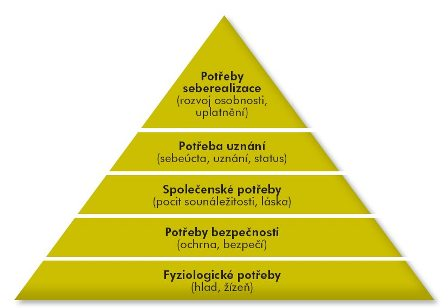 Potřeby
seberealizace
(rozvoj osobnosti,
uplatnění)
Potřeba uznání
(sebeúcta, uznání, status)
Společenské potřeby
(pocit sounáležitosti, láska)
Potřeby bezpečností
(ochrna, bezpečí)
Fyziologické potřeby
(hlad, žízeň)